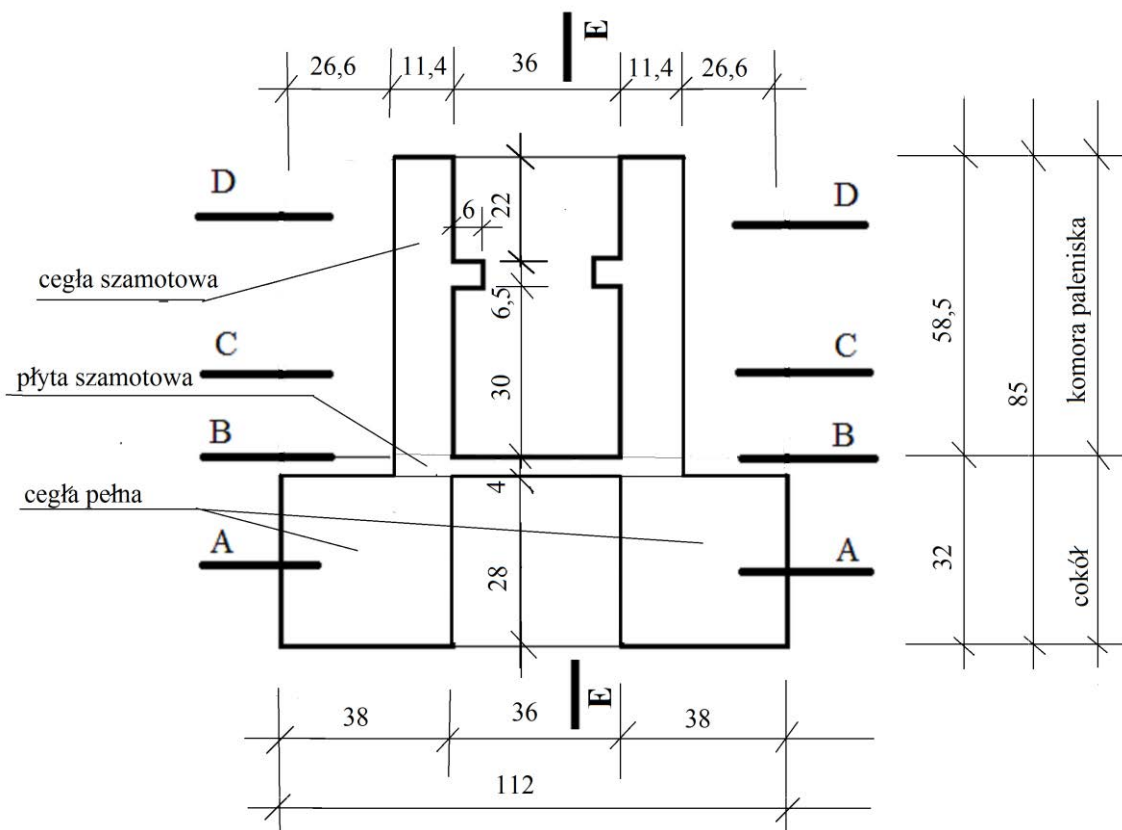 E
26,6
11,4
36
11,4
26,6
D
D
6
22
cegła szamotowa
6,5
58,5
komora paleniska
C
C
płyta szamotowa
30
85
B
B
4
cegła pełna
A
A
28
32
cokół
E
38
36
38
112